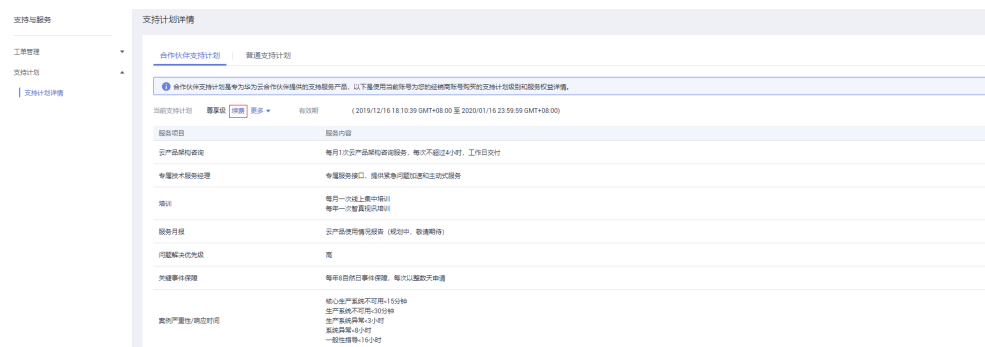 支持与服务
支持计划详情
工单管理
支持计划
支持计划详情
合作伙伴支持计划
普通支持计划
合作伙伴支持计划是专为华为云合作伙伴提供的支持服务产品，以下是使用当前账号为您的经销商账号购买的支持计划级别和服务权益详情。
当前支持计划 尊享级 续费 更多 有效期 (2019/12/16 18:10:39 GMT+08:00 至 2020/01/16 23:59:59 GMT+08:00)
服务项目 服务内容
云产品架构咨询 每月1次云产品架构咨询服务，每次不超过4小时，工作日交付
专属技术服务经理 专属服务接口，提供紧急问题加速和主动式服务
培训
每月一次线上集中培训
每年一次智真视讯培训
服务月报 云产品使用情况报告（规划中，敬请期待）
问题解决优先级 高
关键事件保障 每年8自然日事件保障，每次以整数天申请
案例严重性/响应时间
核心生产系统不可用<15分钟
生产系统不可用<30分钟
生产系统异常<3小时
系统异常<8小时
一般性指导<16小时